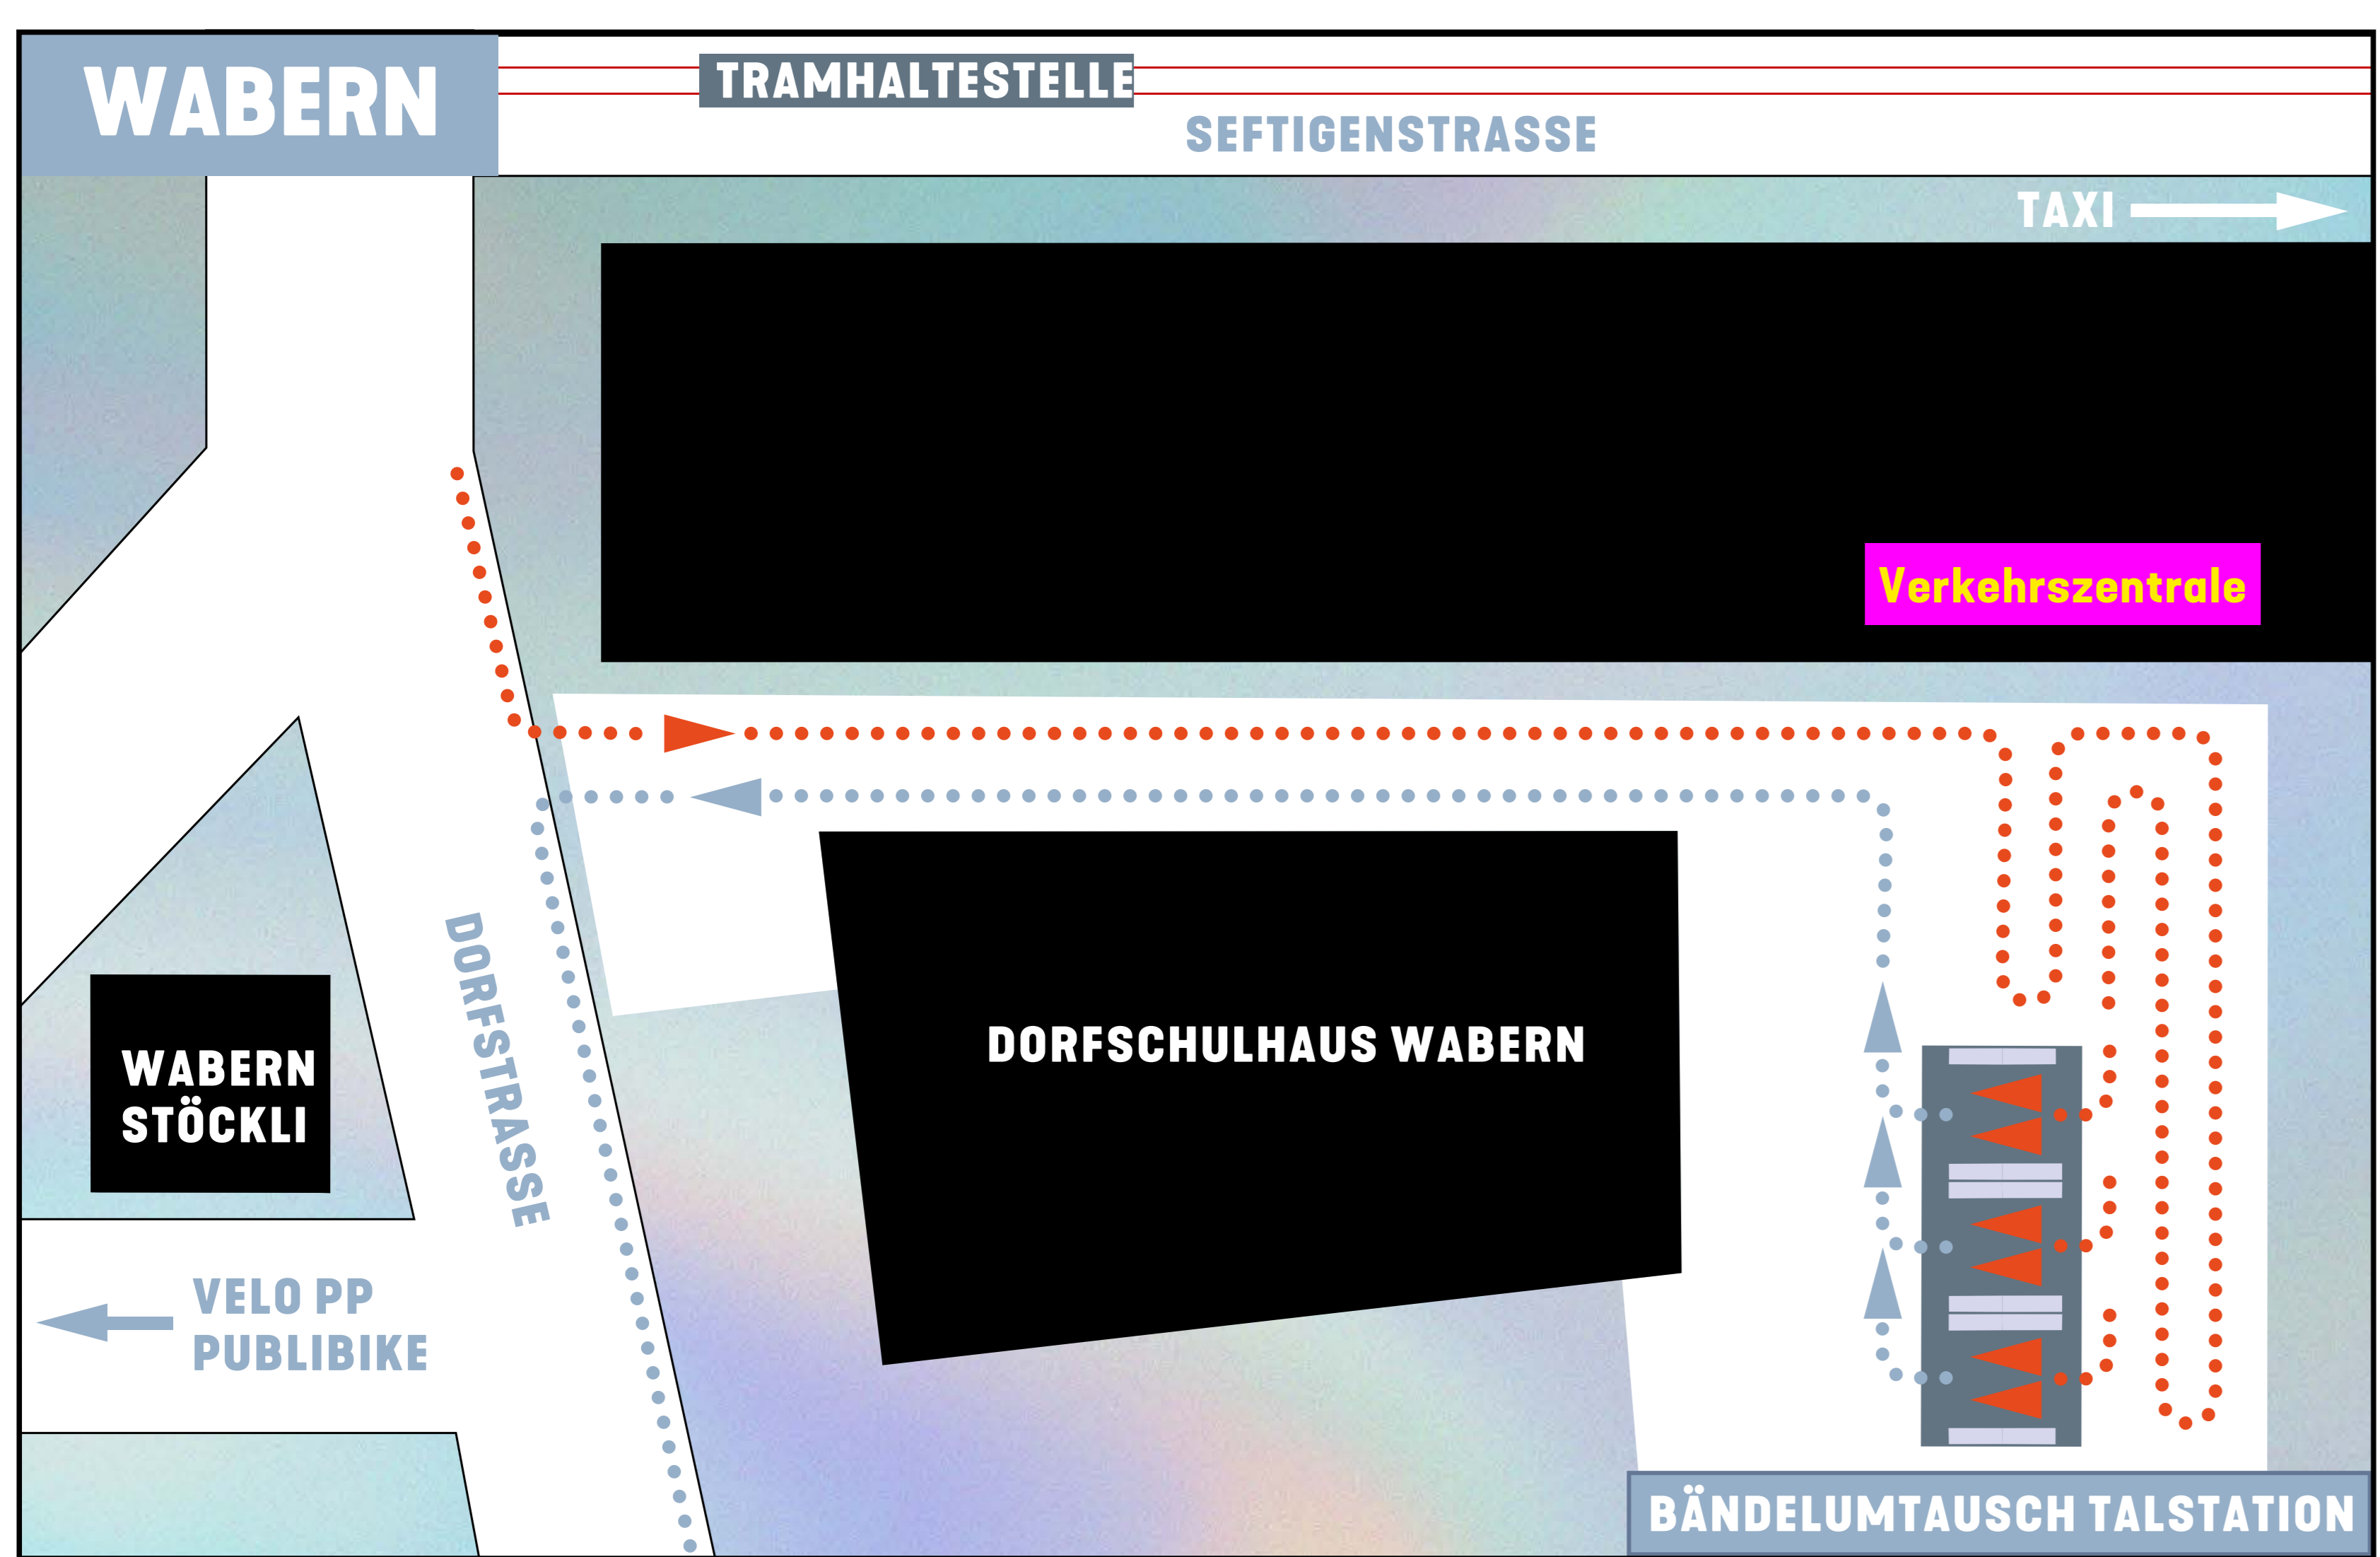 WABERN
TRAMHALTESTELLE
SEFTIGENSTRASSE
TAXI
Verkehrszentrale
DORFSTRASSE
DORFSCHULHAUS WABERN
WABERN
STÖCKLI
VELO PP
PUBLIBIKE
BÄNDELUMTAUSCH TALSTATION